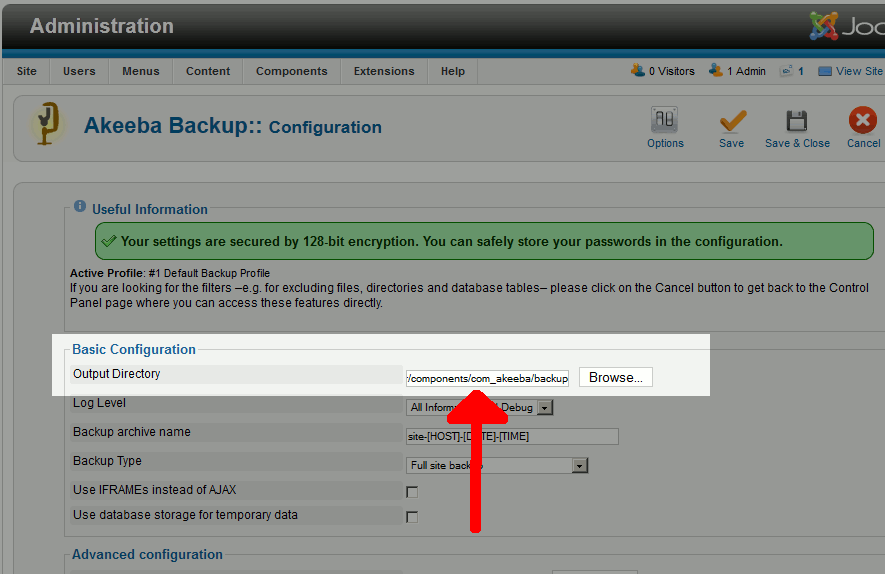 Administration
Joo
Site Users Menus Content Components Extensions Help 0 Visitors 1 Admin 1 View Site
Akeeba Backup:: Configuration
Options Save Save & Close Cancel
Useful Information
Your settings are secured by 128-bit encryption. You can safely store your passwords in the configuration.
Active Profile: #1 Default Backup Profile
If you are looking for the filters –e.g. for excluding files, directories and database tables– please click on the Cancel button to get back to the Control
Panel page where you can access these features directly.
Basic Configuration
Output Directory /components/com_akeeba/backup Browse...
Log Level All Debug
Backup archive name site-[HOST]-[DATE]-[TIME]
Backup Type Full site backup
Use IFRAMEs instead of AJAX
Use database storage for temporary data
Advanced configuration